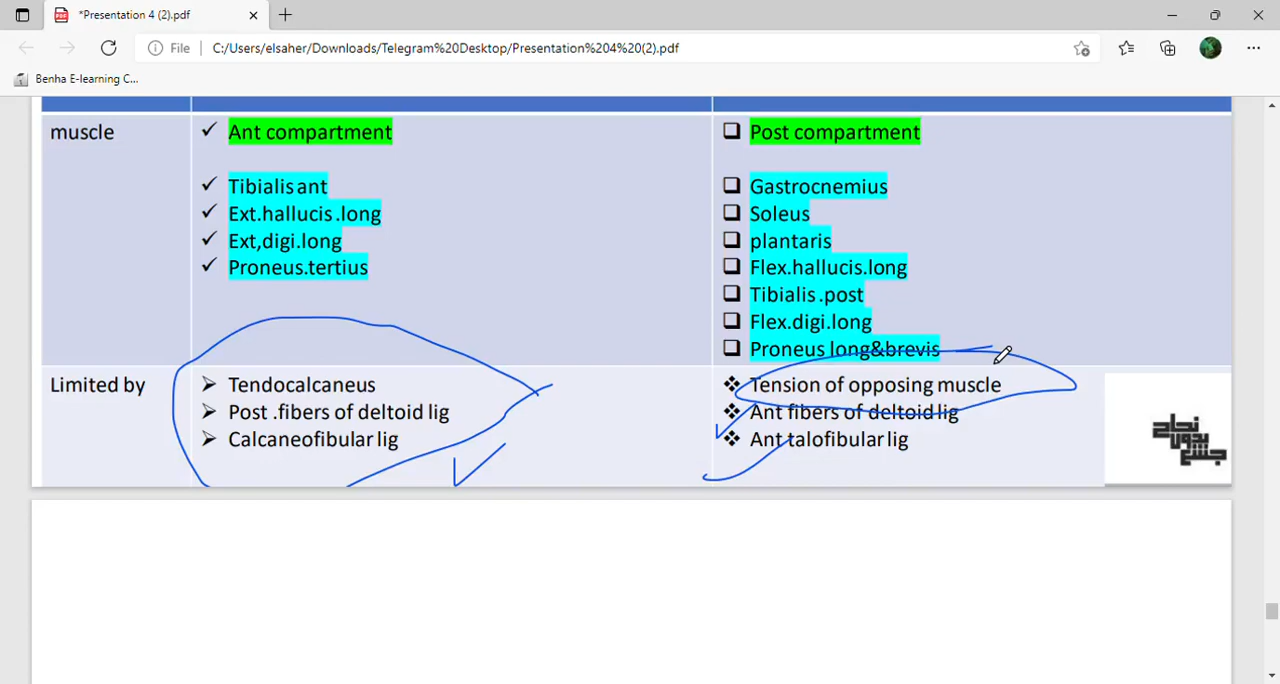 *Presentation 4 (2).pdf
File
C:/Users/elsaher/Downloads/Telegram%20Desktop/Presentation%204%20(2).pdf
Benha E-learning C...
muscle
Ant compartment
Tibialis ant
Ext.hallucis .long
Ext,digi.long
Proneus.tertius
Post compartment
Gastrocnemius
Soleus
plantaris
Flex.hallucis.long
Tibialis .post
Flex.digi.long
Proneus long&brevis
Limited by
Tendocalcaneus
Post .fibers of deltoid lig
Calcaneofibular lig
Tension of opposing muscle
Ant fibers of deltoid lig
Ant talofibular lig
نجاح
بدون